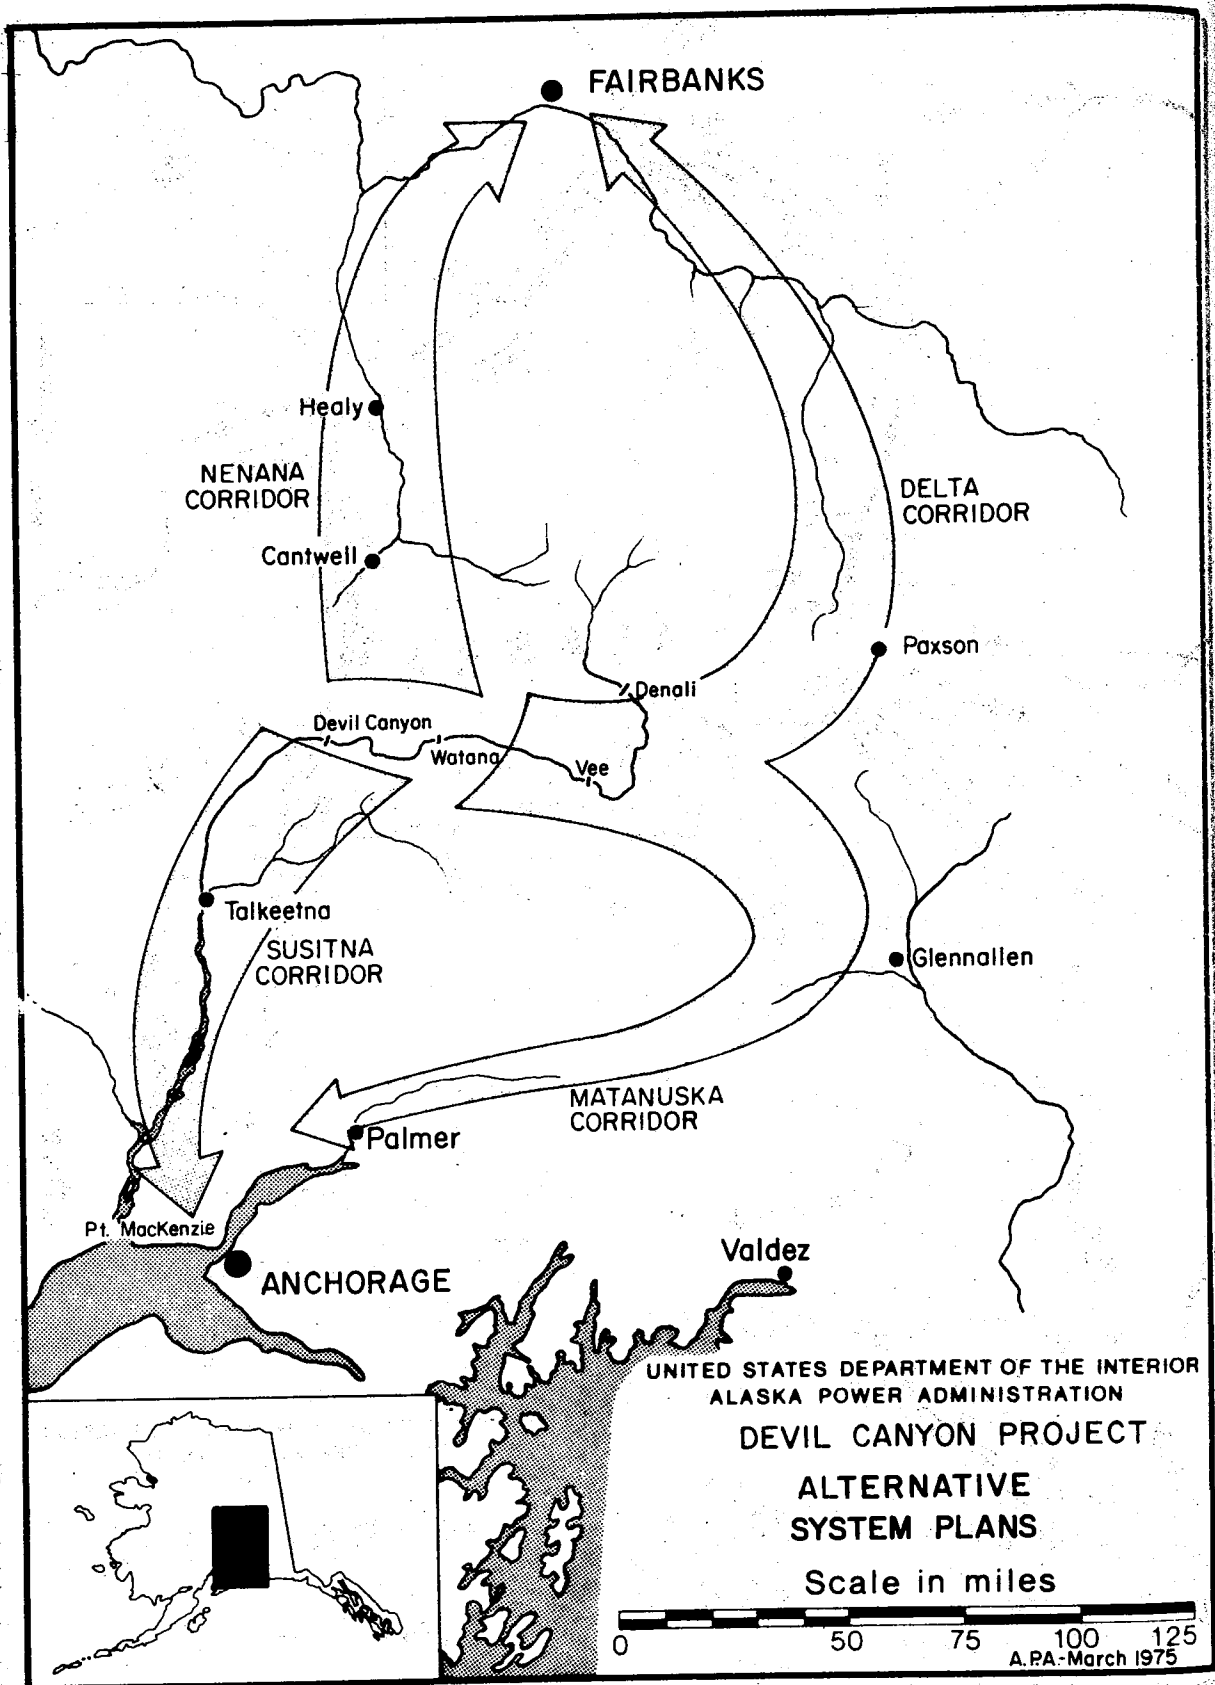 FAIRBANKS
Healy
NENANA
CORRIDOR
DELTA
CORRIDOR
Cantwell
Paxson
Denali
Devil Canyon
Watana
Vee
Talkeetna
SUSITNA
CORRIDOR
Glennallen
MATANUSKA
CORRIDOR
Palmer
Pt. MacKenzie
ANCHORAGE
Valdez
UNITED STATES DEPARTMENT OF THE INTERIOR
ALASKA POWER ADMINISTRATION
DEVIL CANYON PROJECT
ALTERNATIVE
SYSTEM PLANS
Scale in miles
0 50 75 100 125
A.P.A.-March 1975